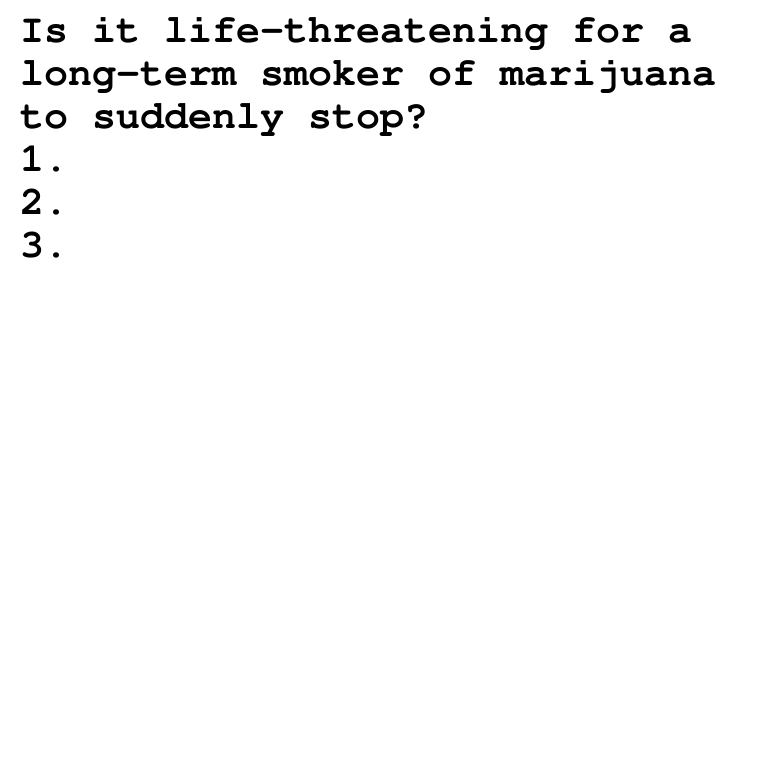 Is it life-threatening for a
long-term smoker of marijuana
to suddenly stop?
1.
2.
3.